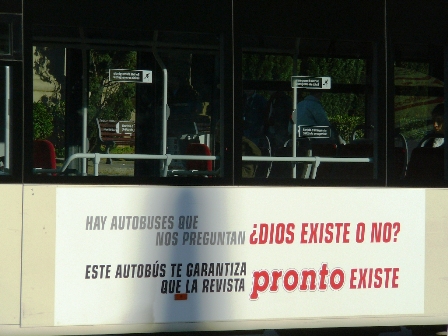 HAY AUTOBUSES QUE
NOS PREGUNTAN ¿DIOS EXISTE O NO?
ESTE AUTOBÚS TE GARANTIZA
QUE LA REVISTA pronto EXISTE